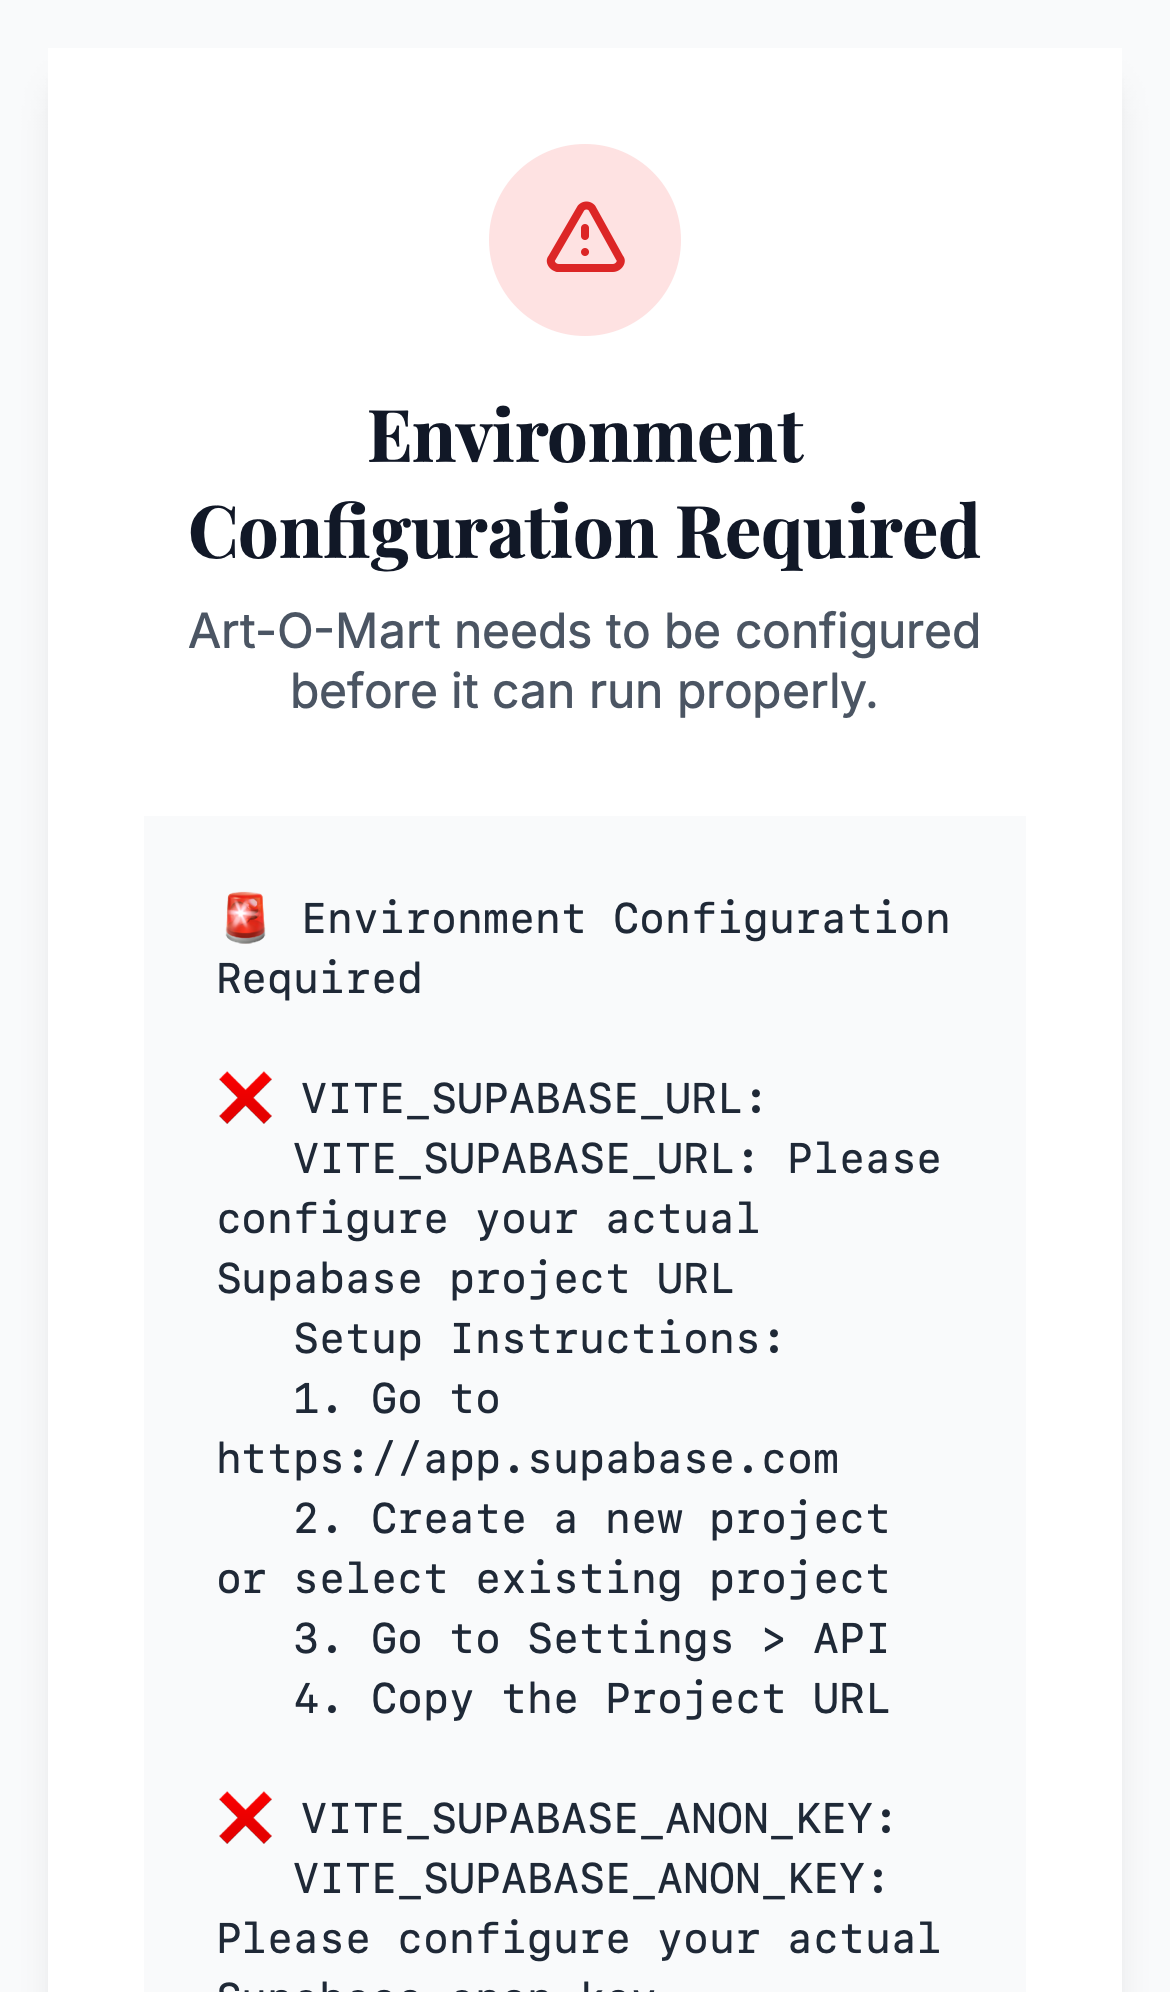 Environment
Configuration Required
Art-O-Mart needs to be configured
before it can run properly.
🚨 Environment Configuration
Required
❌ VITE_SUPABASE_URL:
VITE_SUPABASE_URL: Please
configure your actual
Supabase project URL
Setup Instructions:
1. Go to
https://app.supabase.com
2. Create a new project
or select existing project
3. Go to Settings > API
4. Copy the Project URL
❌ VITE_SUPABASE_ANON_KEY:
VITE_SUPABASE_ANON_KEY:
Please configure your actual
Supabase anon key